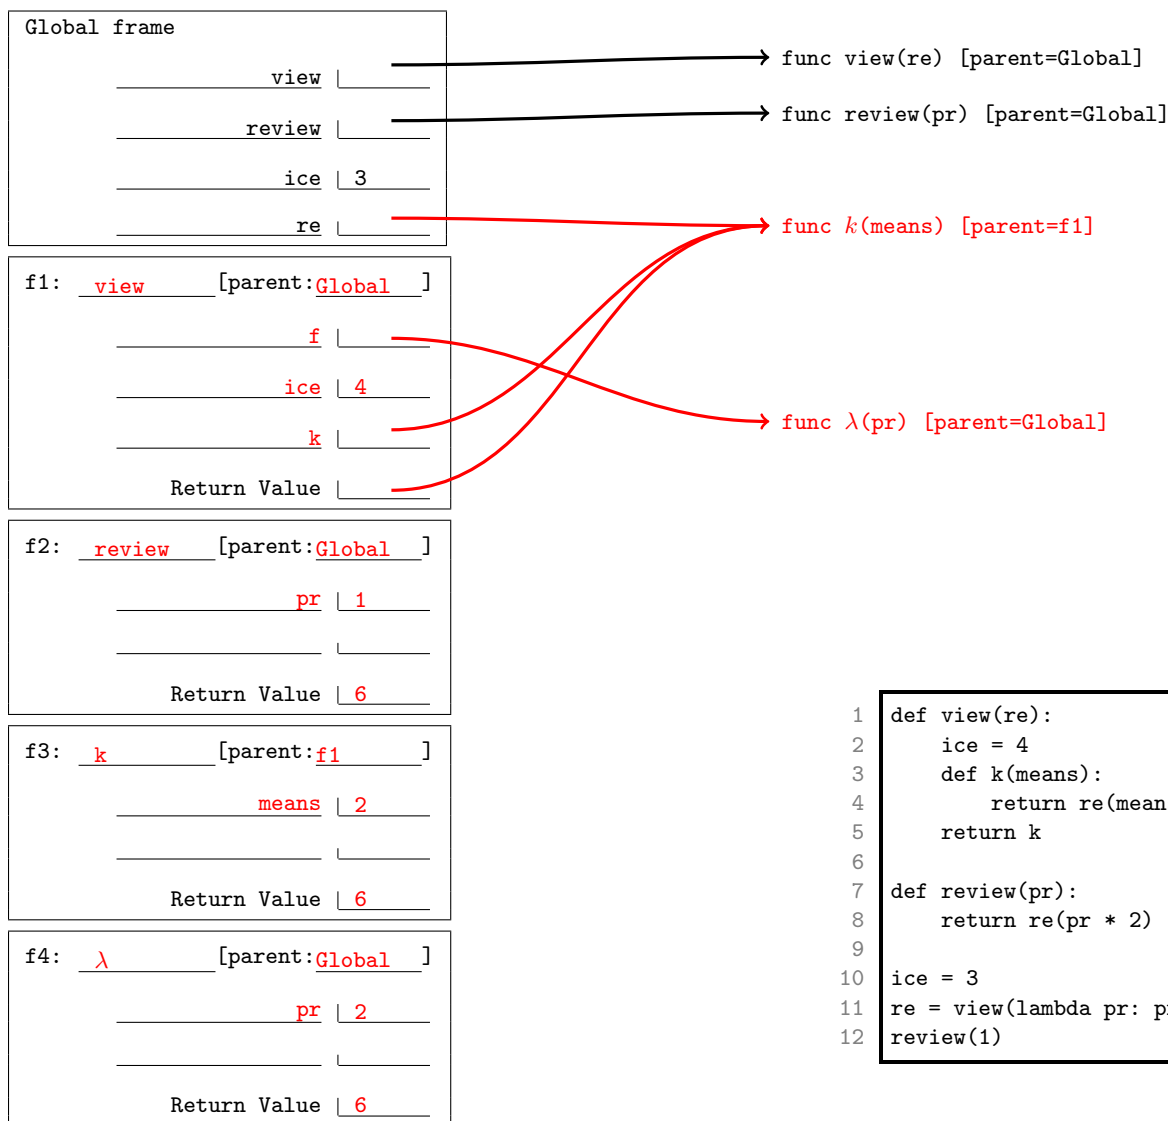 Global frame
view
func view(re) [parent=Global]
review
func review(pr) [parent=Global]
ice 3
re
func k(means) [parent=f1]
f1: view [parent:Global]
f
ice 4
func λ(pr) [parent=Global]
k
Return Value
f2: review [parent:Global]
pr 1
Return Value 6
f3: k [parent:f1]
means 2
Return Value 6
f4: λ [parent:Global]
pr 2
Return Value 6
1 def view(re):
2 ice = 4
3 def k(means):
4 return re(mean
5 return k
6
7 def review(pr):
8 return re(pr * 2)
9
10 ice = 3
11 re = view(lambda pr: p
12 review(1)